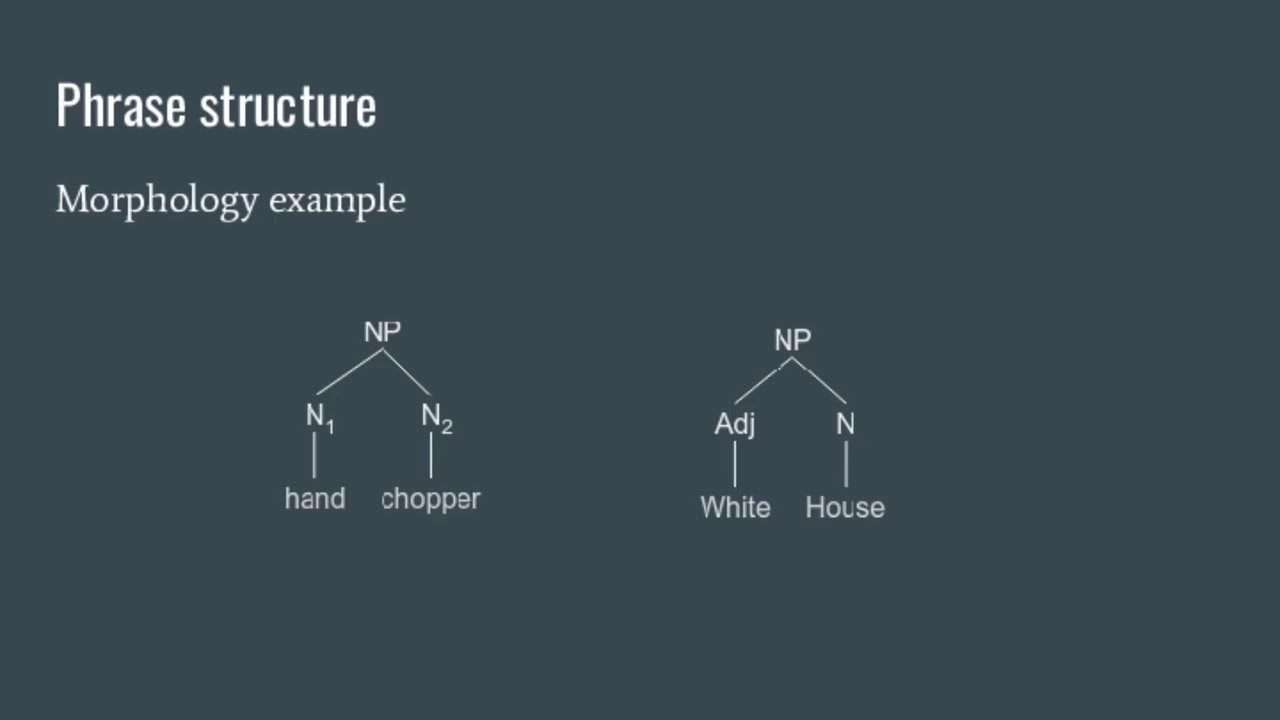 Phrase structure
Morphology example
NP
N₁ N₂
hand chopper
NP
Adj N
White House